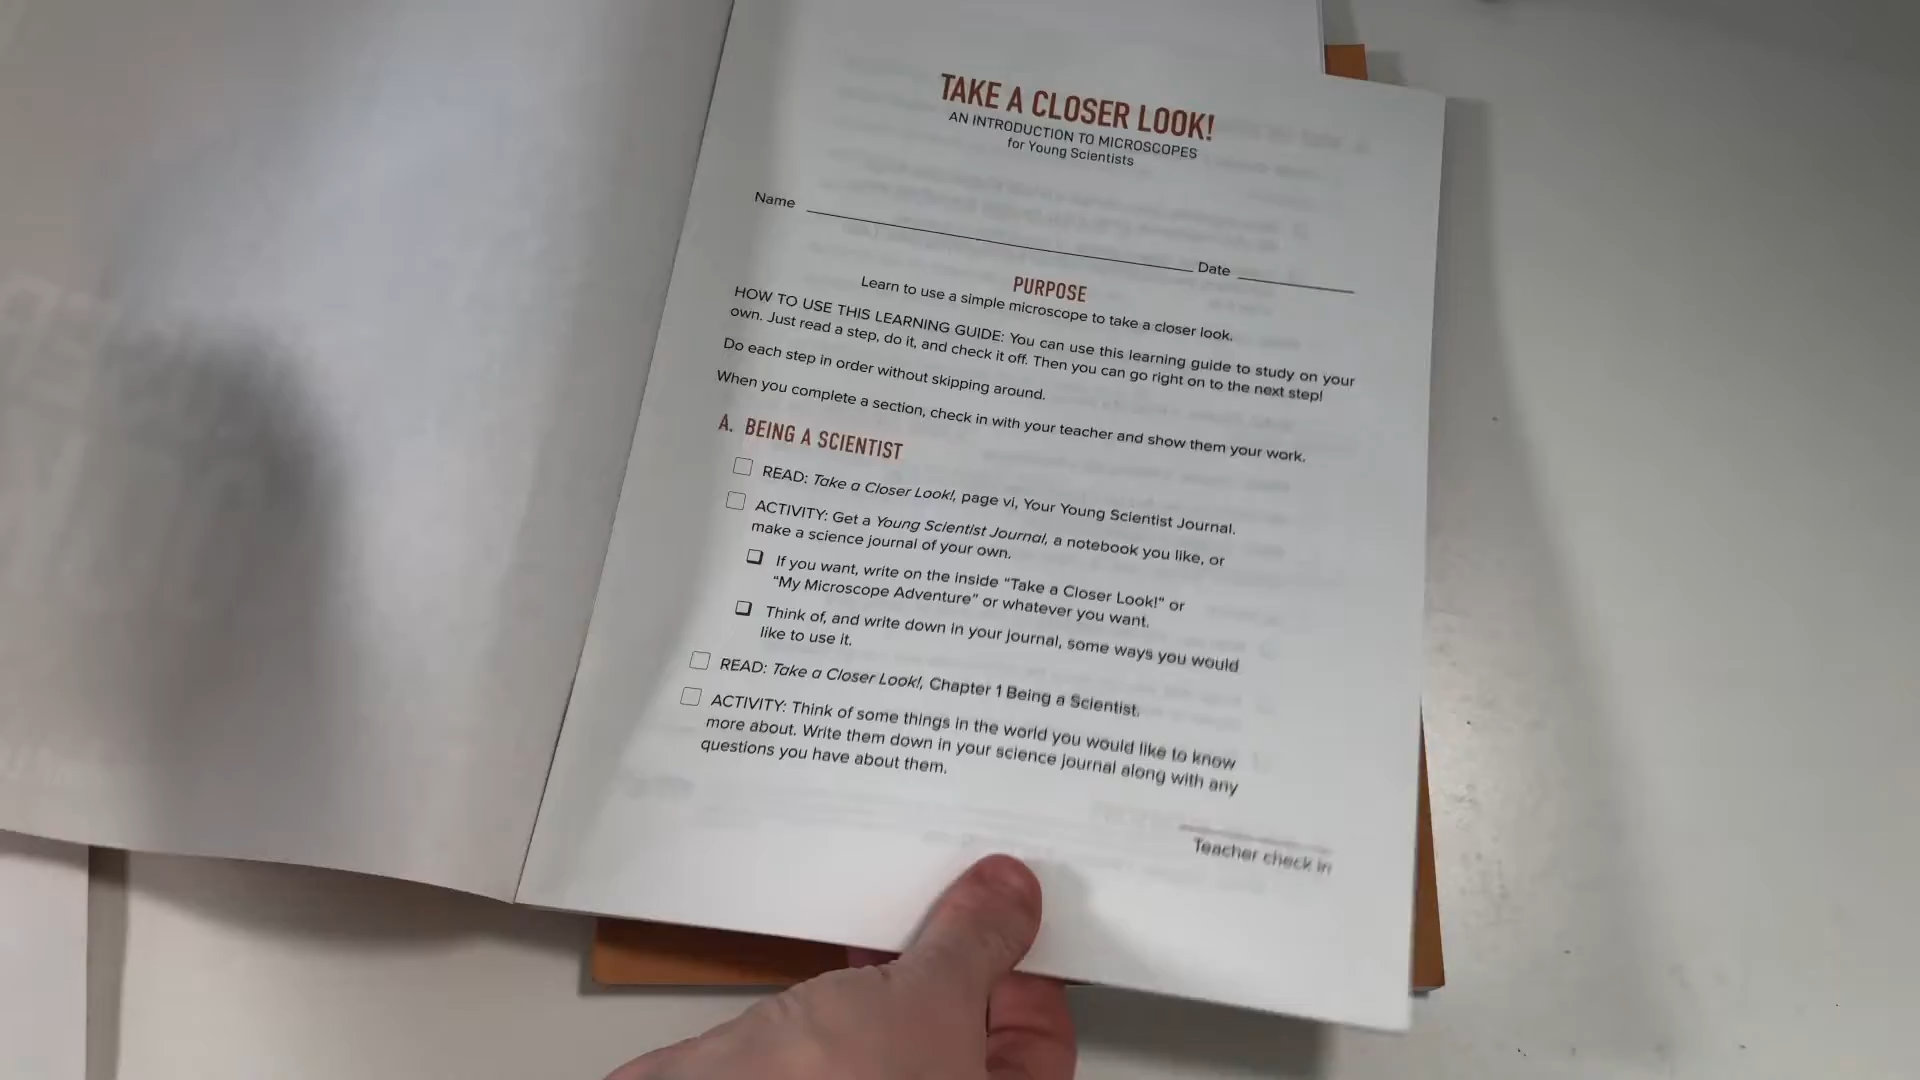 TAKE A CLOSER LOOK!
AN INTRODUCTION TO MICROSCOPES
for Young Scientists
Name
Date
PURPOSE
Learn to use a simple microscope to take a closer look.
HOW TO USE THIS LEARNING GUIDE: You can use this learning guide to study on your
own. Just read a step, do it, and check it off. Then you can go right on to the next step!
Do each step in order without skipping around.
When you complete a section, check in with your teacher and show them your work.
A. BEING A SCIENTIST
READ: Take a Closer Look!, page vi, Your Young Scientist Journal.
ACTIVITY: Get a Young Scientist Journal, a notebook you like, or
make a science journal of your own.
If you want, write on the inside “Take a Closer Look!” or
“My Microscope Adventure” or whatever you want.
Think of, and write down in your journal, some ways you would
like to use it.
READ: Take a Closer Look!, Chapter 1 Being a Scientist.
ACTIVITY: Think of some things in the world you would like to know
more about. Write them down in your science journal along with any
questions you have about them.
Teacher check in